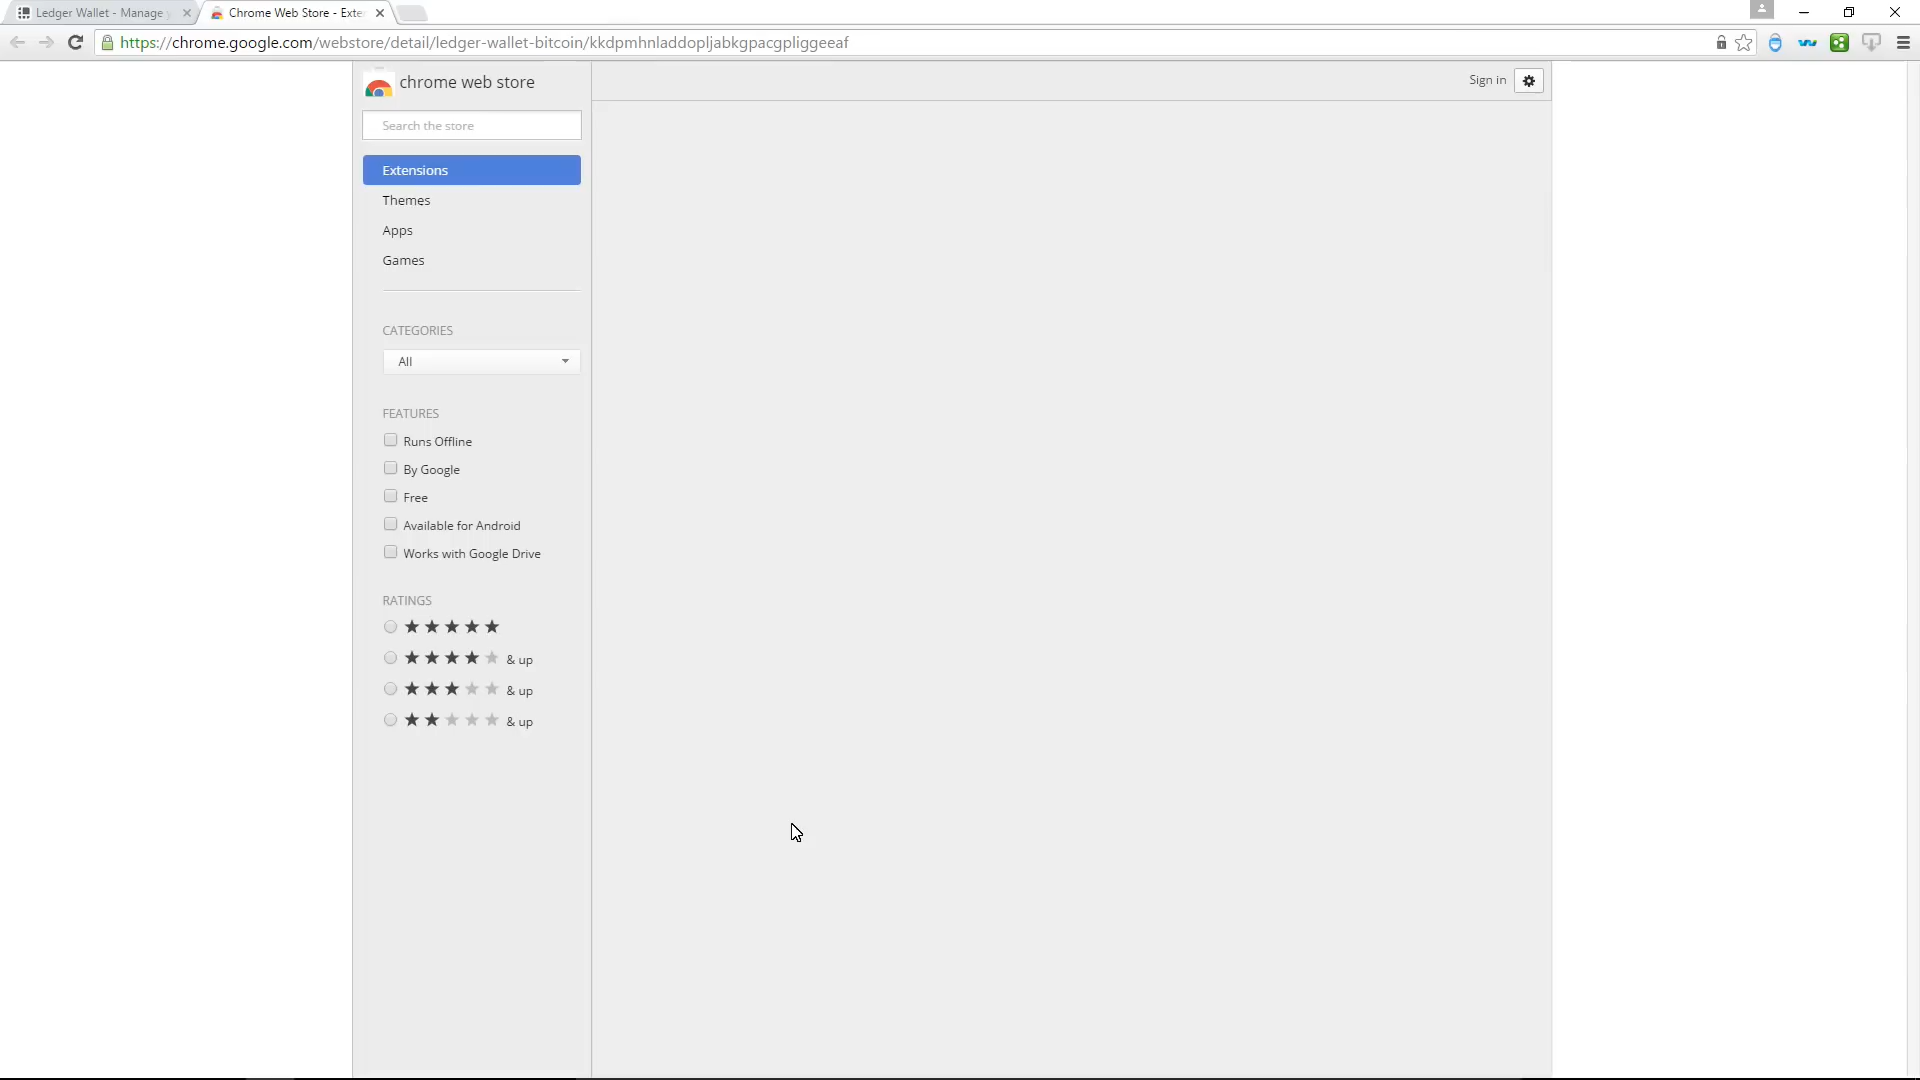 Ledger Wallet - Manage
Chrome Web Store - Exte
https://chrome.google.com/webstore/detail/ledger-wallet-bitcoin/kkdpmhnladdopljabkgpacgpliggeeaf
chrome web store
Sign in
Search the store
Extensions
Themes
Apps
Games
CATEGORIES
All
FEATURES
Runs Offline
By Google
Free
Available for Android
Works with Google Drive
RATINGS
& up
& up
& up